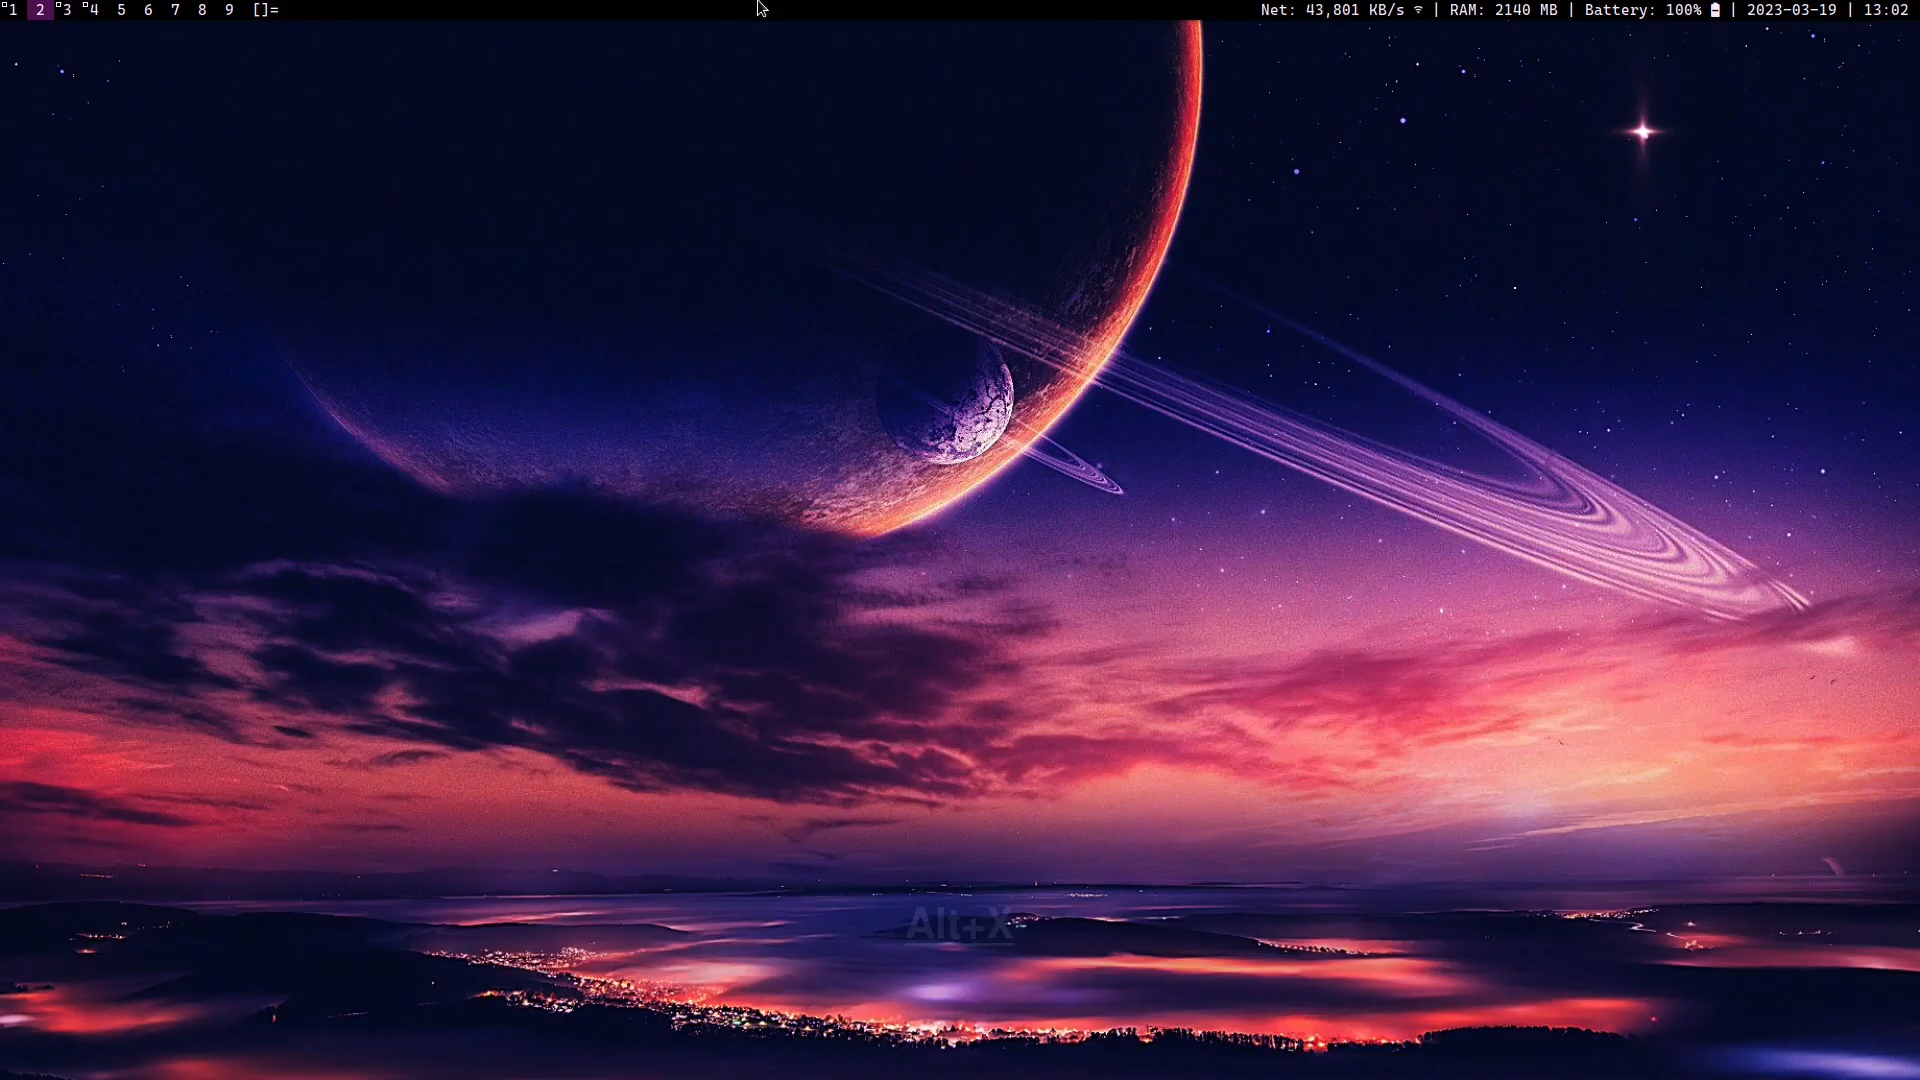 1 2 3 4 5 6 7 8 9 []= Net: 43,801 KB/s | RAM: 2140 MB | Battery: 100% | 2023-03-19 | 13:02
Alt+X